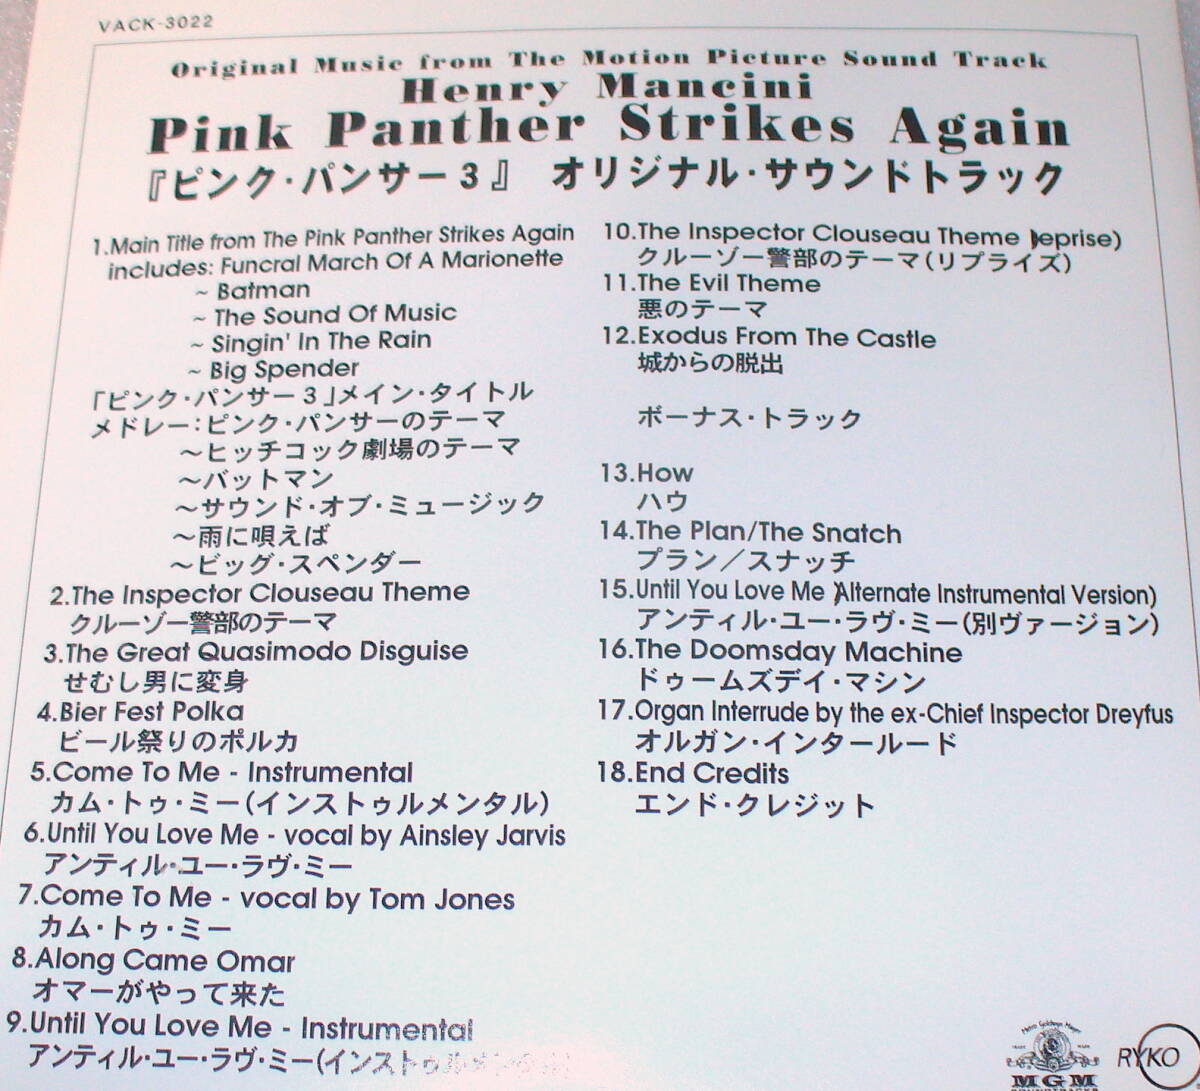 VACK-3022
Original Music from The Motion Picture Sound Track
Henry Mancini
Pink Panther Strikes Again
『ピンク・パンサー3』 オリジナル・サウンドトラック
1.Main Title from The Pink Panther Strikes Again
includes: Funcral March Of A Marionette
~ Batman
~ The Sound Of Music
~ Singin' In The Rain
~ Big Spender
「ピンク・パンサー3」メイン・タイトル
メドレー：ピンク・パンサーのテーマ
～ヒッチコック劇場のテーマ
～バットマン
～サウンド・オブ・ミュージック
～雨に唄えば
～ビッグ・スペンダー
2.The Inspector Clouseau Theme
クルーゾー警部のテーマ
3.The Great Quasimodo Disguise
せむし男に変身
4.Bier Fest Polka
ビール祭りのポルカ
5.Come To Me - Instrumental
カム・トゥ・ミー(インストゥルメンタル)
6.Until You Love Me - vocal by Ainsley Jarvis
アンティル・ユー・ラヴ・ミー
7.Come To Me - vocal by Tom Jones
カム・トゥ・ミー
8.Along Came Omar
オマーがやって来た
9.Until You Love Me - Instrumental
アンティル・ユー・ラヴ・ミー(インストゥルメンタル)
10.The Inspector Clouseau Theme )eprise)
クルーゾー警部のテーマ(リプライズ)
11.The Evil Theme
悪のテーマ
12.Exodus From The Castle
城からの脱出
ボーナス・トラック
13.How
ハウ
14.The Plan/The Snatch
プラン／スナッチ
15.Until You Love Me )Alternate Instrumental Version)
アンティル・ユー・ラヴ・ミー(別ヴァージョン)
16.The Doomsday Machine
ドゥームズデイ・マシン
17.Organ Interrude by the ex-Chief Inspector Dreyfus
オルガン・インタールード
18.End Credits
エンド・クレジット
MGM
RYKO